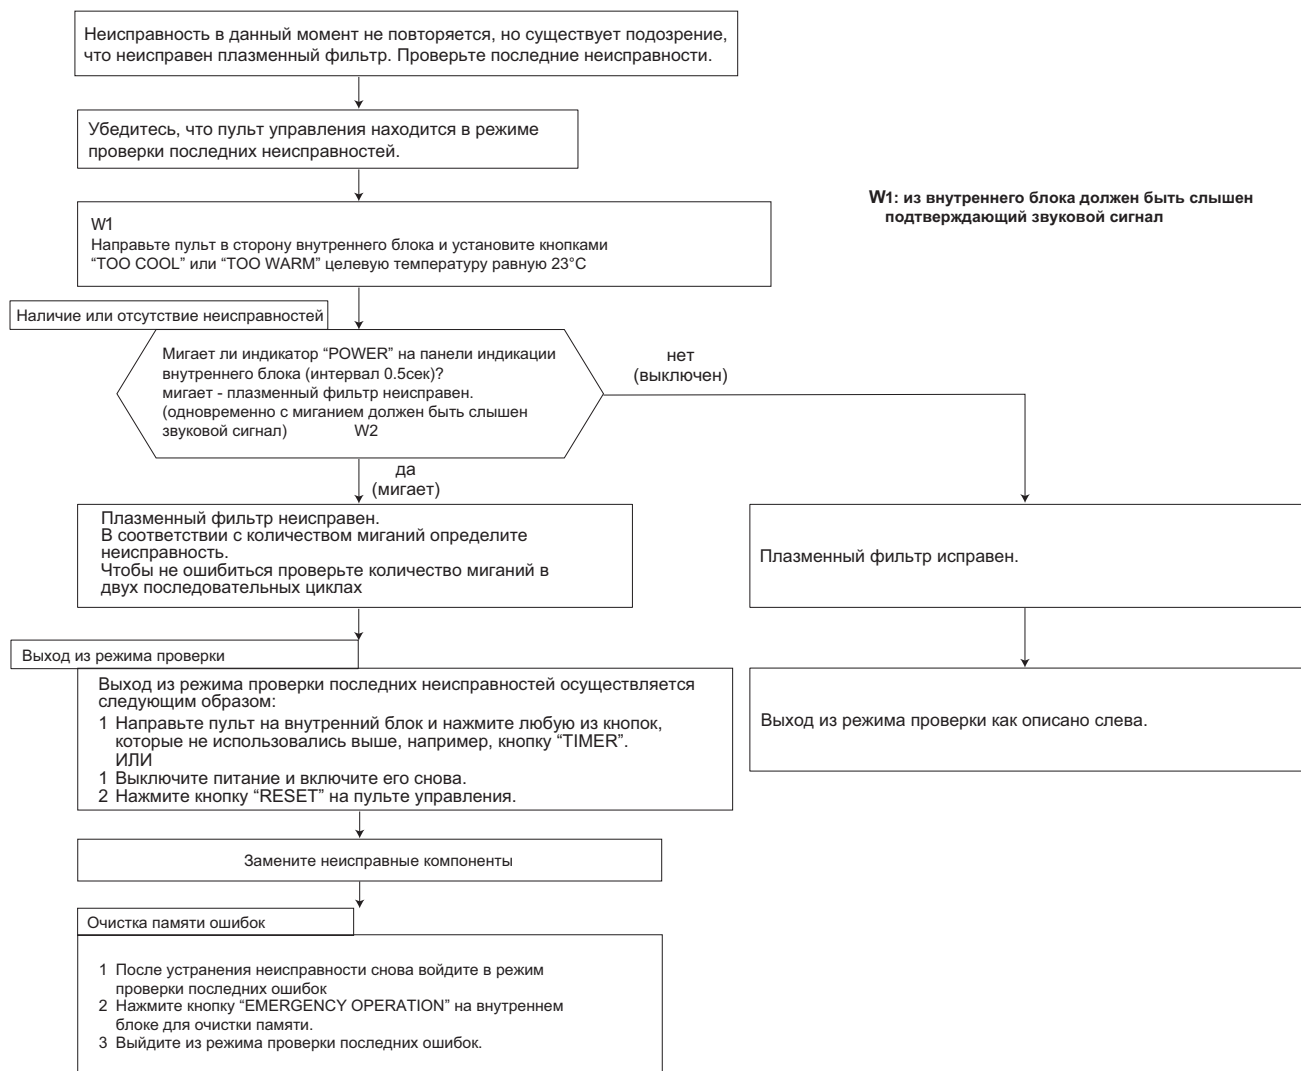 Неисправность в данный момент не повторяется, но существует подозрение,
что неисправен плазменный фильтр. Проверьте последние неисправности.
Убедитесь, что пульт управления находится в режиме
проверки последних неисправностей.
W1
Направьте пульт в сторону внутреннего блока и установите кнопками
“TOO COOL” или “TOO WARM” целевую температуру равную 23°C
W1: из внутреннего блока должен быть слышен
подтверждающий звуковой сигнал
Наличие или отсутствие неисправностей
Мигает ли индикатор “POWER” на панели индикации
внутреннего блока (интервал 0.5сек)?
мигает - плазменный фильтр неисправен.
(одновременно с миганием должен быть слышен
звуковой сигнал) W2
нет
(выключен)
да
(мигает)
Плазменный фильтр неисправен.
В соответствии с количеством миганий определите
неисправность.
Чтобы не ошибиться проверьте количество миганий в
двух последовательных циклах
Плазменный фильтр исправен.
Выход из режима проверки
Выход из режима проверки последних неисправностей осуществляется
следующим образом:
1 Направьте пульт на внутренний блок и нажмите любую из кнопок,
которые не использовались выше, например, кнопку “TIMER”.
ИЛИ
1 Выключите питание и включите его снова.
2 Нажмите кнопку “RESET” на пульте управления.
Выход из режима проверки как описано слева.
Замените неисправные компоненты
Очистка памяти ошибок
1 После устранения неисправности снова войдите в режим
проверки последних ошибок
2 Нажмите кнопку “EMERGENCY OPERATION” на внутреннем
блоке для очистки памяти.
3 Выйдите из режима проверки последних ошибок.